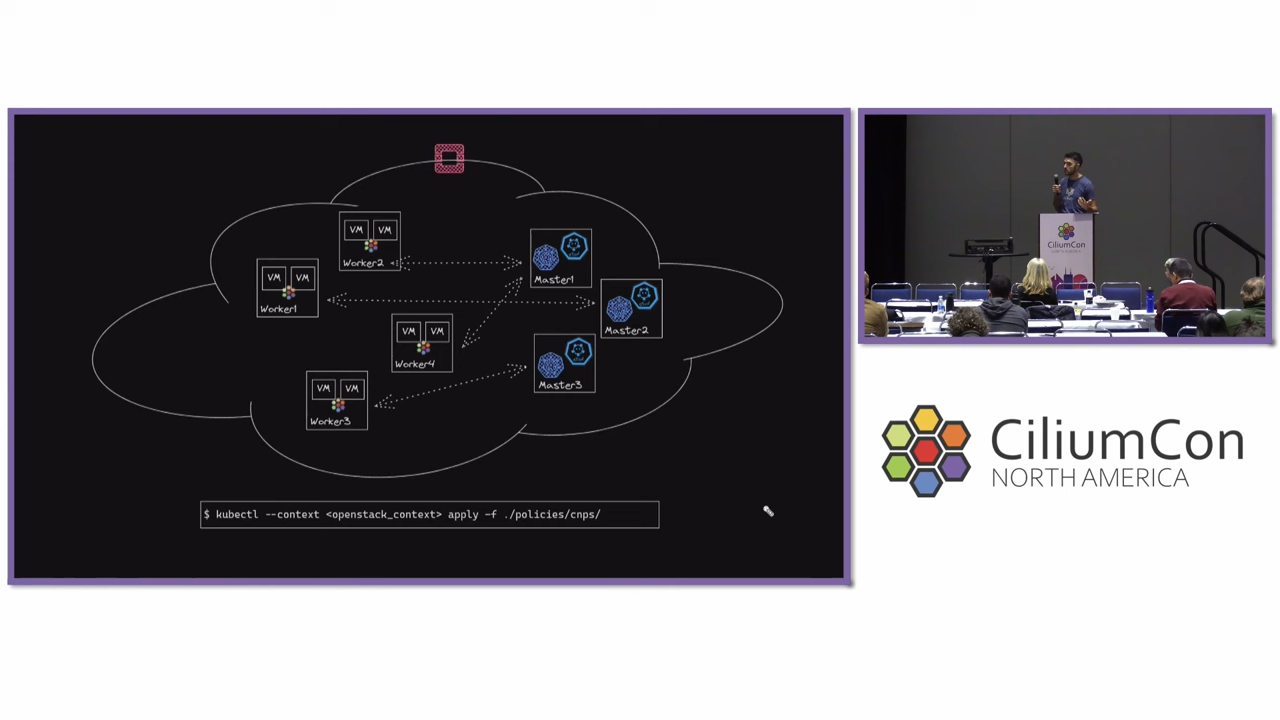 VM VM
Worker2
VM VM
Worker1
VM VM
Worker4
VM VM
Worker3
Master1
Master2
Master3
$ kubectl --context <openstack_context> apply -f ./policies/cnps/
CiliumCon
CiliumCon
NORTH AMERICA